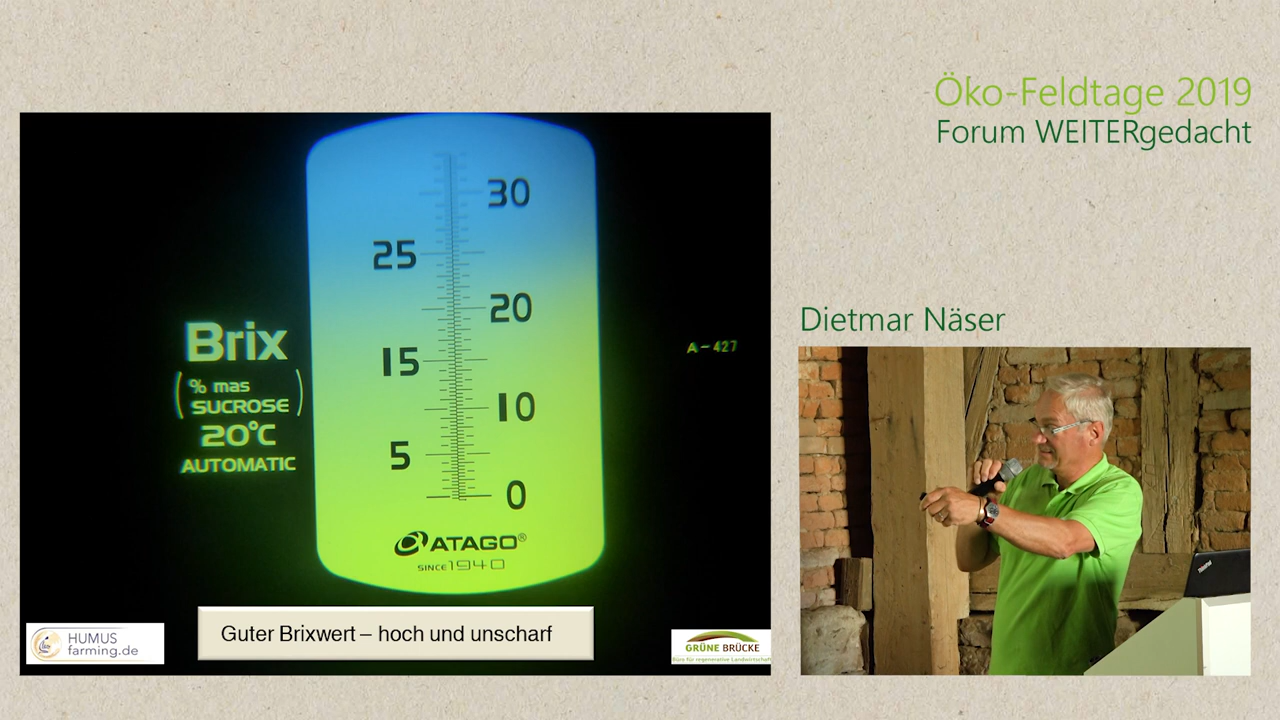 Öko-Feldtage 2019
Forum WEITERgedacht
30
25
20
15
10
5
0
Brix
(% mas
SUCROSE)
20°C
AUTOMATIC
A-427
ATAGO®
SINCE 1940
Guter Brixwert – hoch und unscharf
HUMUS
farming.de
GRÜNE BRÜCKE
Büro für regenerative Landwirtschaft
Dietmar Näser
ThinkPad